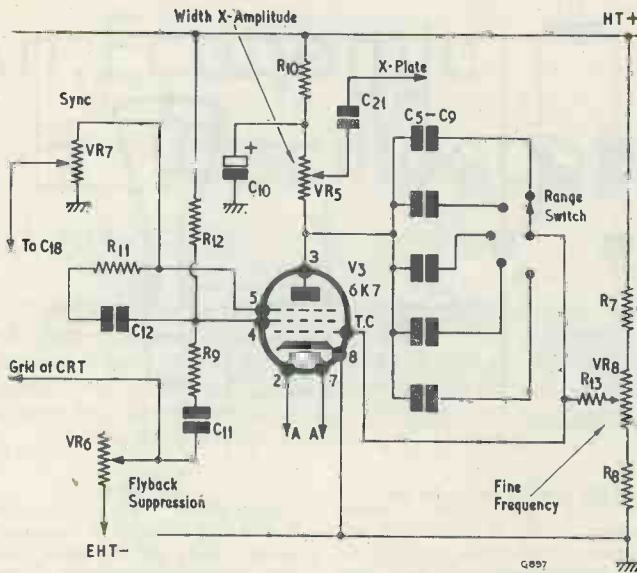 Width X-Amplitude
HT+
R10
X-Plate
Sync
C21
C5-C9
VR7
+
C10
VR5
Range
Switch
To C18
R11
R12
3
V3
6K7
5
T.C
C12
4
R7
Grid of CRT
R9
8
VR8
2
7
R13
C11
VR6
A
A
Flyback
Suppression
Fine
Frequency
R8
EHT-
G897